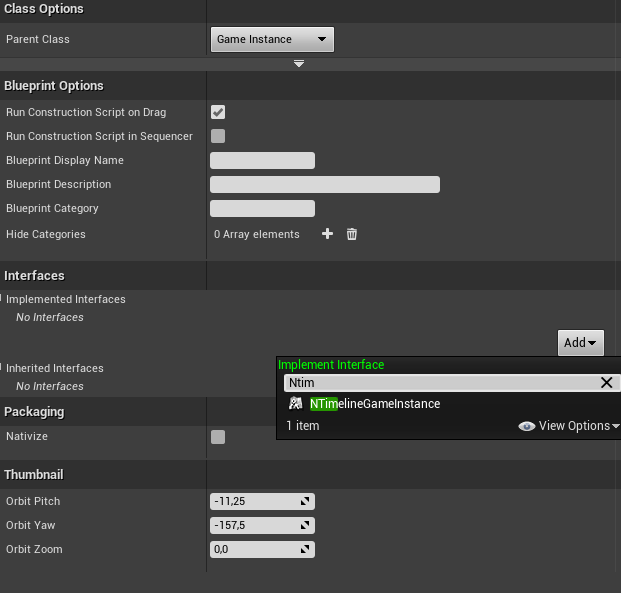 Class Options
Parent Class Game Instance
Blueprint Options
Run Construction Script on Drag
Run Construction Script in Sequencer
Blueprint Display Name
Blueprint Description
Blueprint Category
Hide Categories 0 Array elements
Interfaces
Implemented Interfaces
No Interfaces
Add
Implement Interface
Ntim
NTimelineGameInstance
1 item View Options
Inherited Interfaces
No Interfaces
Packaging
Nativize
Thumbnail
Orbit Pitch -11,25
Orbit Yaw -157,5
Orbit Zoom 0,0